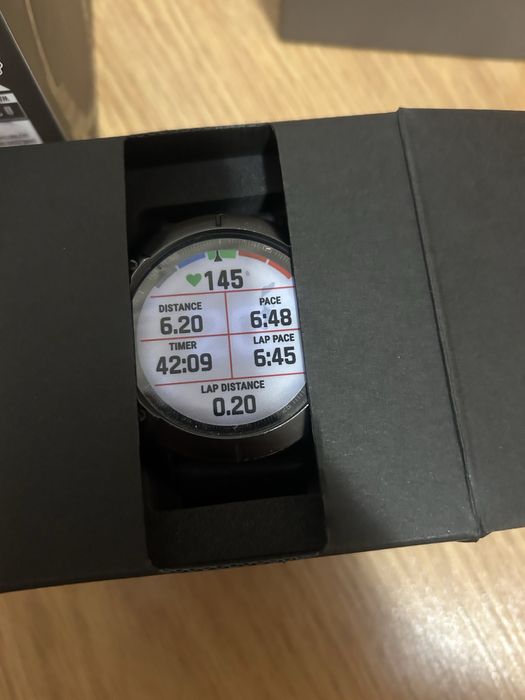 145
DISTANCE PACE
6.20 6:48
TIMER LAP PACE
42:09 6:45
LAP DISTANCE
0.20